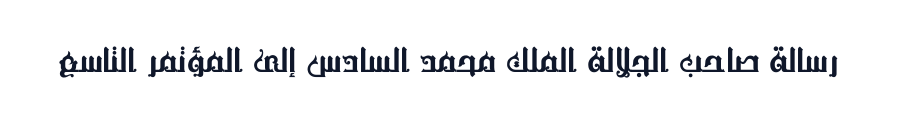 رسالة صاحب الجلالة الملك محمد السادس إلى المؤتمر التاسع